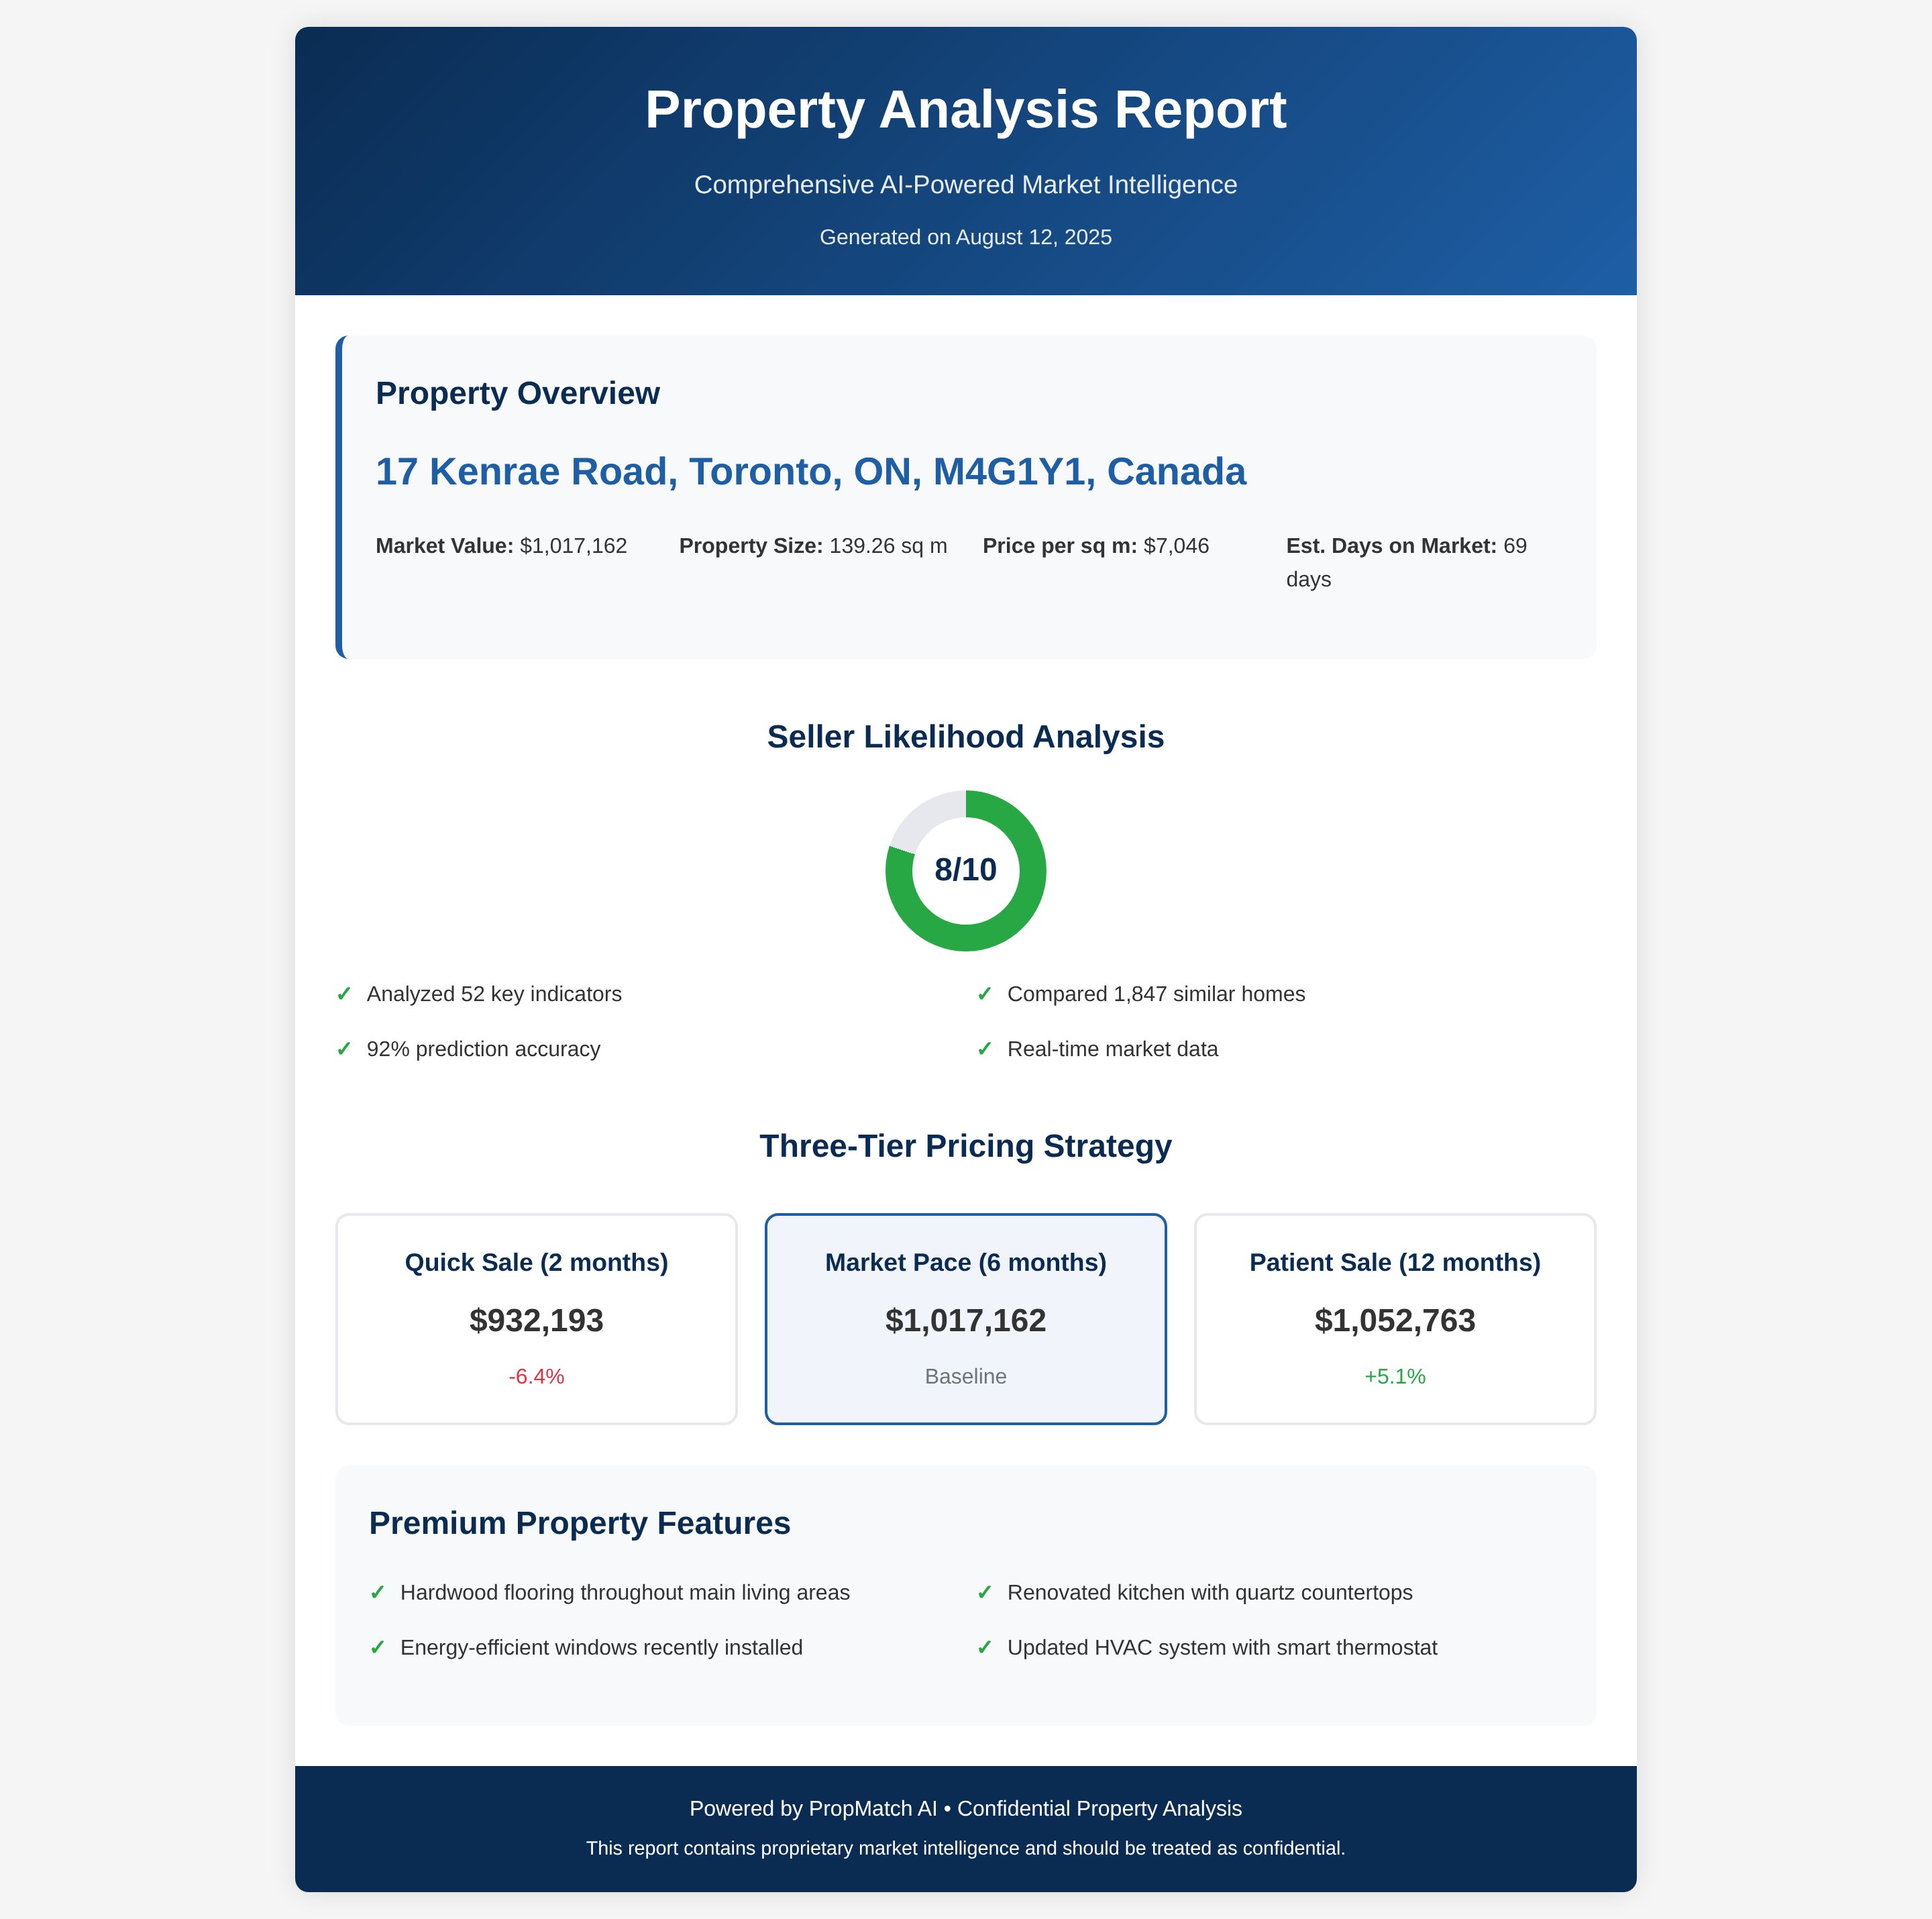 Property Analysis Report
Comprehensive AI-Powered Market Intelligence
Generated on August 12, 2025
Property Overview
17 Kenrae Road, Toronto, ON, M4G1Y1, Canada
Market Value: $1,017,162
Property Size: 139.26 sq m
Price per sq m: $7,046
Est. Days on Market: 69
days
Seller Likelihood Analysis
8/10
✓ Analyzed 52 key indicators
✓ Compared 1,847 similar homes
✓ 92% prediction accuracy
✓ Real-time market data
Three-Tier Pricing Strategy
Quick Sale (2 months)
$932,193
-6.4%
Market Pace (6 months)
$1,017,162
Baseline
Patient Sale (12 months)
$1,052,763
+5.1%
Premium Property Features
✓ Hardwood flooring throughout main living areas
✓ Renovated kitchen with quartz countertops
✓ Energy-efficient windows recently installed
✓ Updated HVAC system with smart thermostat
Powered by PropMatch AI • Confidential Property Analysis
This report contains proprietary market intelligence and should be treated as confidential.